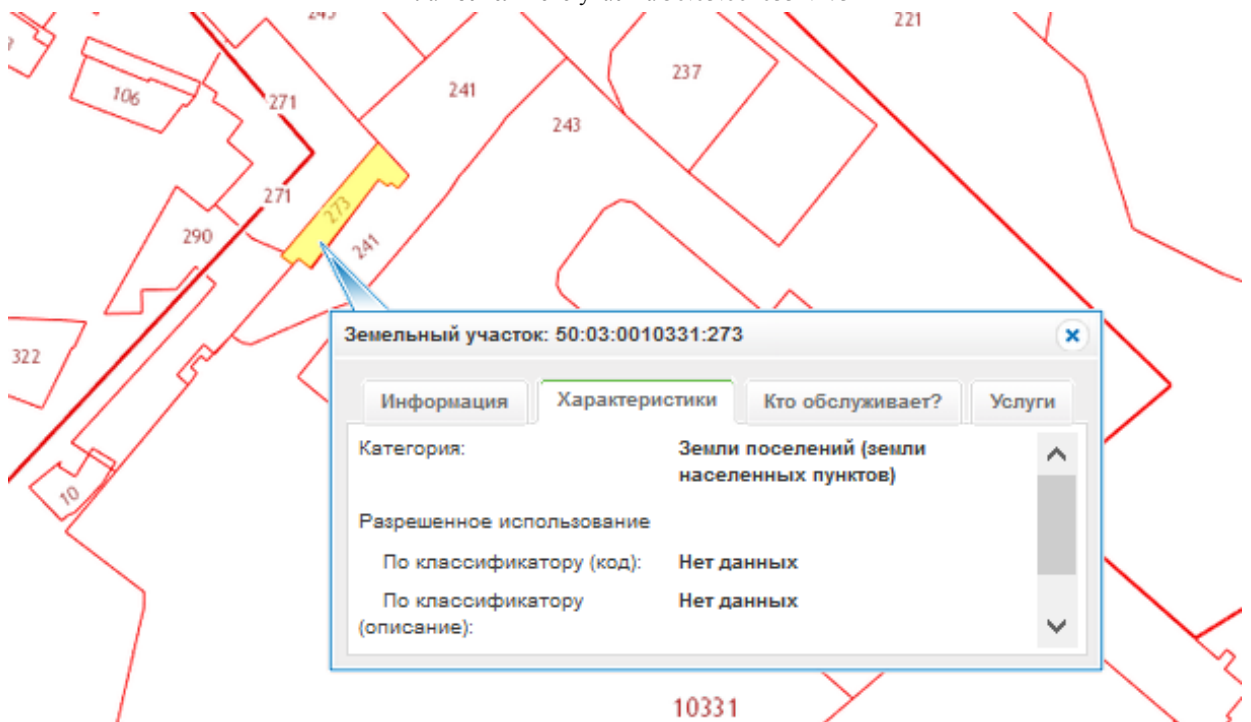 221
237
106
271
241
243
271
273
290
241
322
Земельный участок: 50:03:0010331:273
Информация
Характеристики
Кто обслуживает?
Услуги
Категория:
Земли поселений (земли
населенных пунктов)
Разрешенное использование
По классификатору (код):
Нет данных
По классификатору
(описание):
Нет данных
10
10331